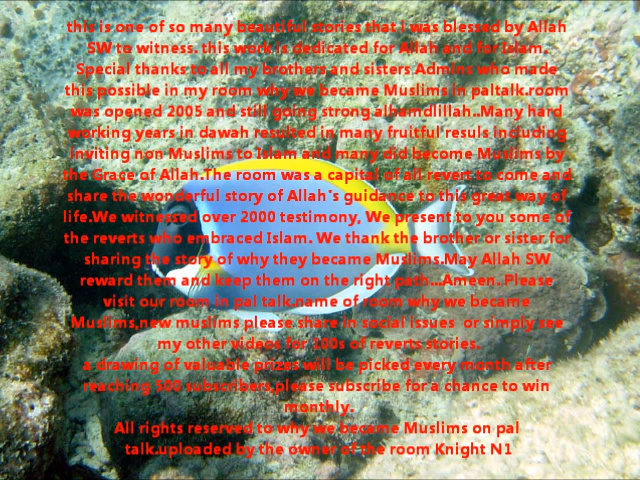 this is one of so many beautiful stories that i was blessed by Allah
SW to witness. this work is dedicated for Allah and for Islam.
Special thanks to all my brothers and sisters Admins who made
this possible in my room why we became Muslims in paltalk.room
was opened 2005 and still going strong alhamdlillah..Many hard
working years in dawah resulted in many fruitful resuls including
inviting non Muslims to Islam and many did become Muslims by
the Grace of Allah.The room was a capital of all revert to come and
share the wonderful story of Allah's guidance to this great way of
life.We witnessed over 2000 testimony, We present to you some of
the reverts who embraced Islam. We thank the brother or sister for
sharing the story of why they became Muslims.May Allah SW
reward them and keep them on the right path...Ameen. Please
visit our room in pal talk,name of room why we became
Muslims,new muslims please share in social issues or simply see
my other videos for 100s of reverts stories.
a drawing of valuable prizes will be picked every month after
reaching 500 subscribers,please subscribe for a chance to win
monthly.
All rights reserved to why we became Muslims on pal
talk.uploaded by the owner of the room Knight N1